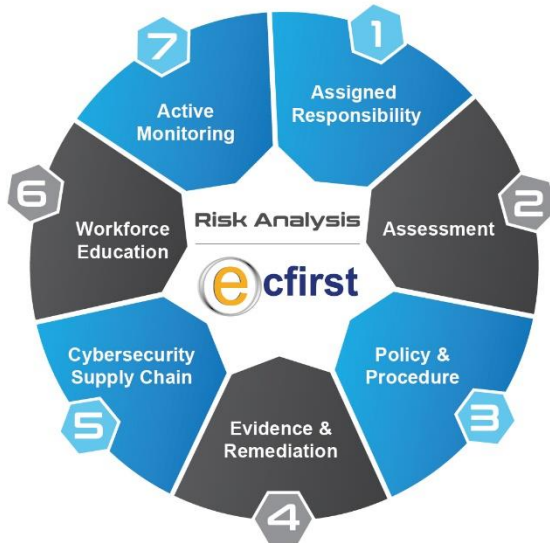 1
Assigned
Responsibility
2
Assessment
3
Policy &
Procedure
4
Evidence &
Remediation
5
Cybersecurity
Supply Chain
6
Workforce
Education
7
Active
Monitoring
Risk Analysis
ecfirst